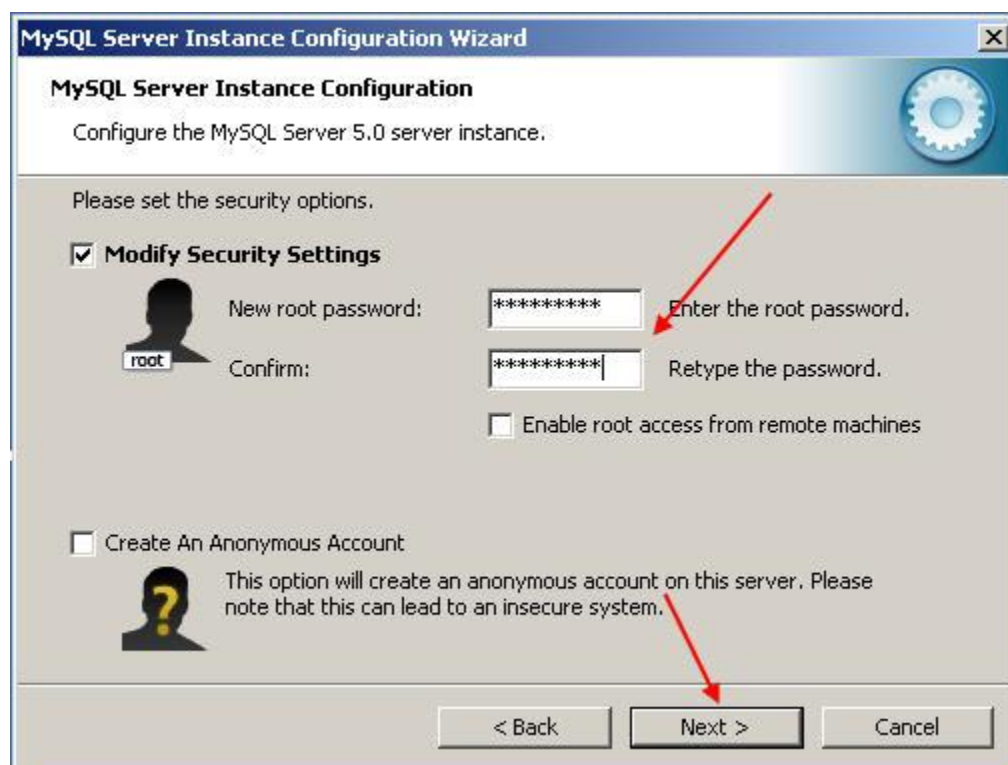 MySQL Server Instance Configuration Wizard
MySQL Server Instance Configuration
Configure the MySQL Server 5.0 server instance.
Please set the security options.
Modify Security Settings
root
New root password: ********* Enter the root password.
Confirm: ********* Retype the password.
Enable root access from remote machines
Create An Anonymous Account
?
This option will create an anonymous account on this server. Please
note that this can lead to an insecure system.
< Back Next > Cancel